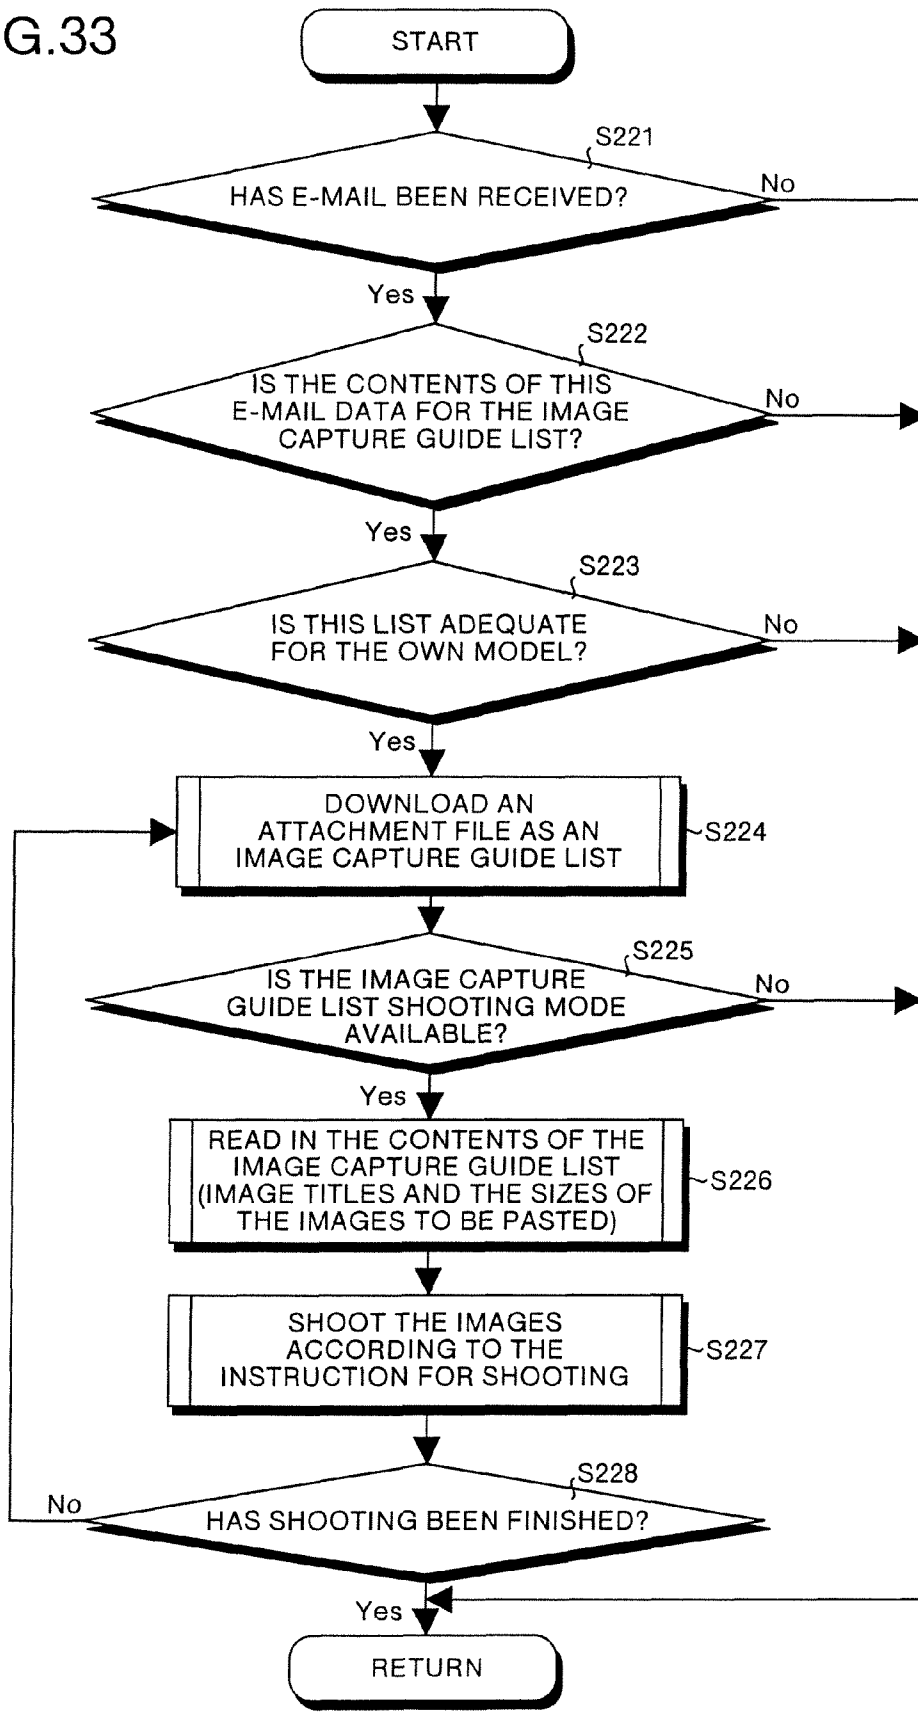 G.33
START
S221
HAS E-MAIL BEEN RECEIVED?
No
Yes
S222
IS THE CONTENTS OF THIS
E-MAIL DATA FOR THE IMAGE
CAPTURE GUIDE LIST?
No
Yes
S223
IS THIS LIST ADEQUATE
FOR THE OWN MODEL?
No
Yes
DOWNLOAD AN
ATTACHMENT FILE AS AN
IMAGE CAPTURE GUIDE LIST
S224
S225
IS THE IMAGE CAPTURE
GUIDE LIST SHOOTING MODE
AVAILABLE?
No
Yes
READ IN THE CONTENTS OF THE
IMAGE CAPTURE GUIDE LIST
(IMAGE TITLES AND THE SIZES OF
THE IMAGES TO BE PASTED)
S226
SHOOT THE IMAGES
ACCORDING TO THE
INSTRUCTION FOR SHOOTING
S227
S228
No
HAS SHOOTING BEEN FINISHED?
Yes
RETURN